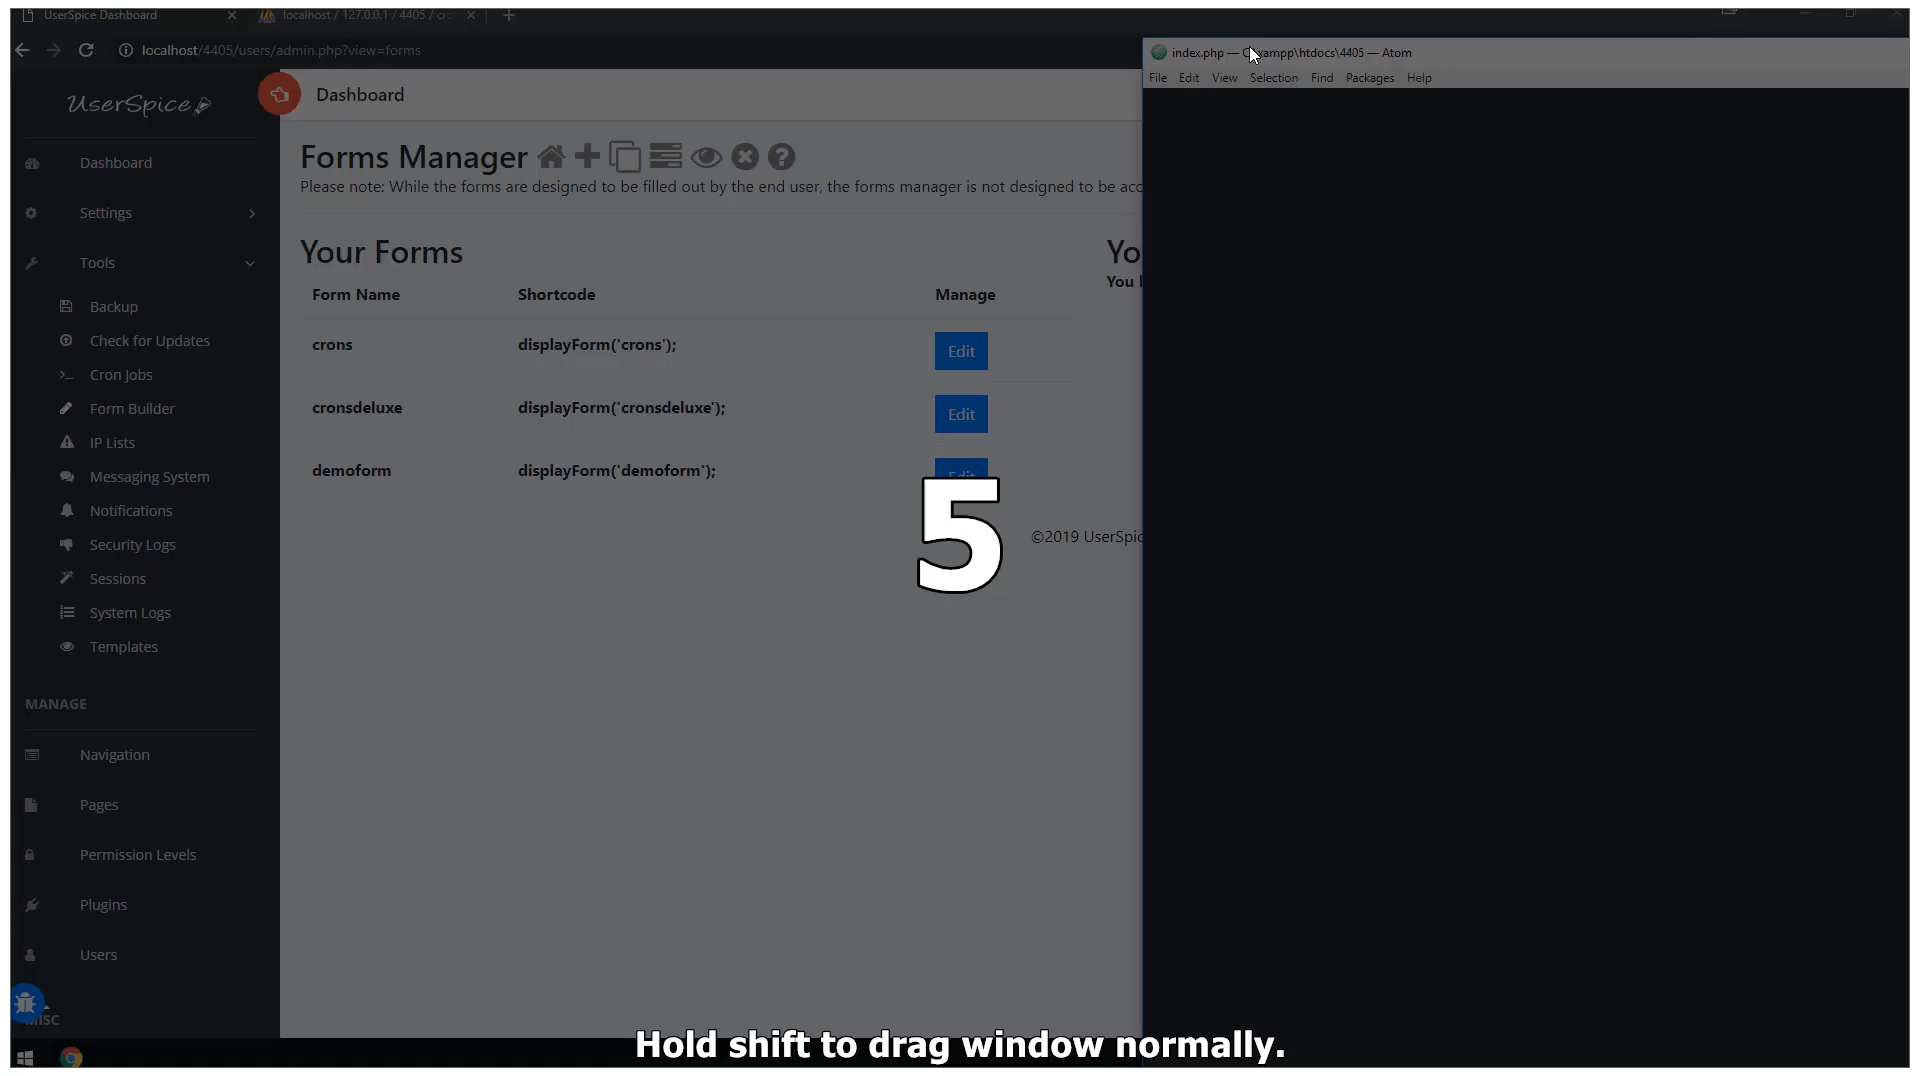 UserSpice Dashboard
localhost / 127.0.0.1 / 4405 / cro
localhost/4405/users/admin.php?view=forms
index.php — C:\xampp\htdocs\4405 — Atom
File Edit View Selection Find Packages Help
UserSpice
Dashboard
Dashboard
Settings
Tools
Backup
Check for Updates
Cron Jobs
Form Builder
IP Lists
Messaging System
Notifications
Security Logs
Sessions
System Logs
Templates
MANAGE
Navigation
Pages
Permission Levels
Plugins
Users
MISC
Forms Manager
Please note: While the forms are designed to be filled out by the end user, the forms manager is not designed to be acc
Your Forms
Form Name Shortcode Manage
crons displayForm('crons'); Edit
cronsdeluxe displayForm('cronsdeluxe'); Edit
demoform displayForm('demoform'); Edit
Yo
You
5
©2019 UserSpic
Hold shift to drag window normally.